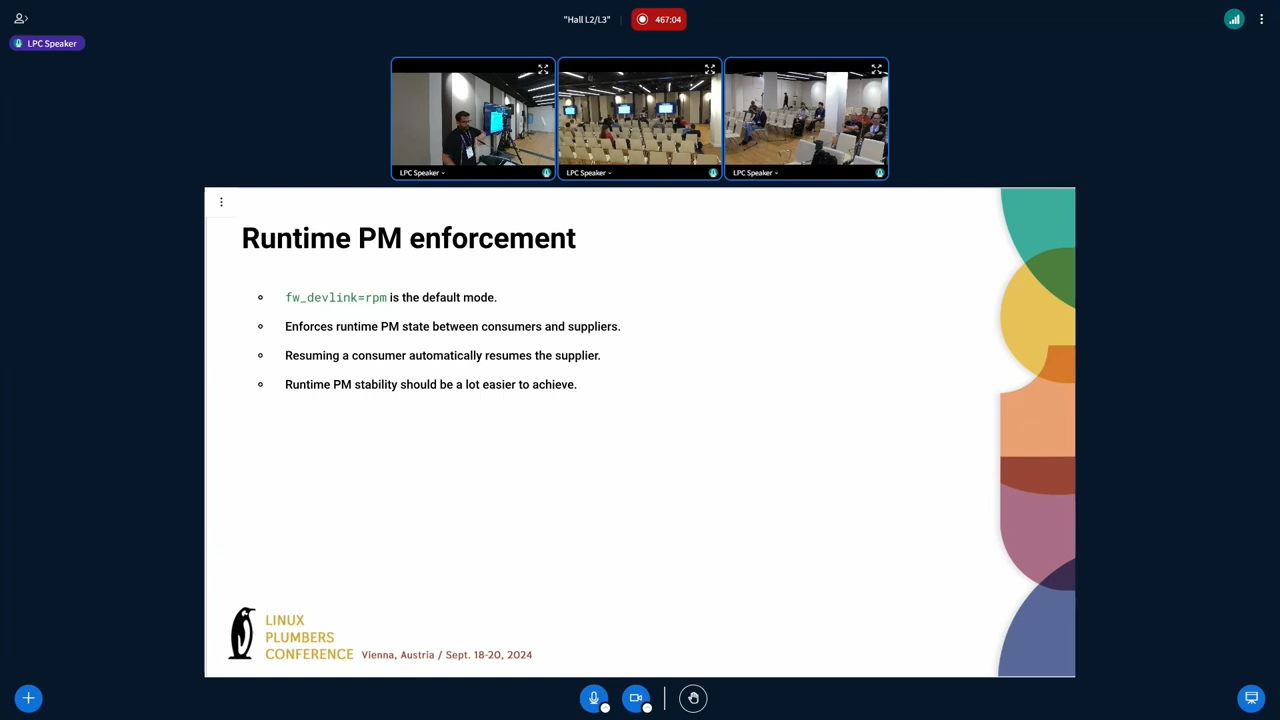 "Hall L2/L3"
467:04
LPC Speaker
LPC Speaker
LPC Speaker
LPC Speaker
Runtime PM enforcement
fw_devlink=rpm is the default mode.
Enforces runtime PM state between consumers and suppliers.
Resuming a consumer automatically resumes the supplier.
Runtime PM stability should be a lot easier to achieve.
LINUX
PLUMBERS
CONFERENCE Vienna, Austria / Sept. 18-20, 2024